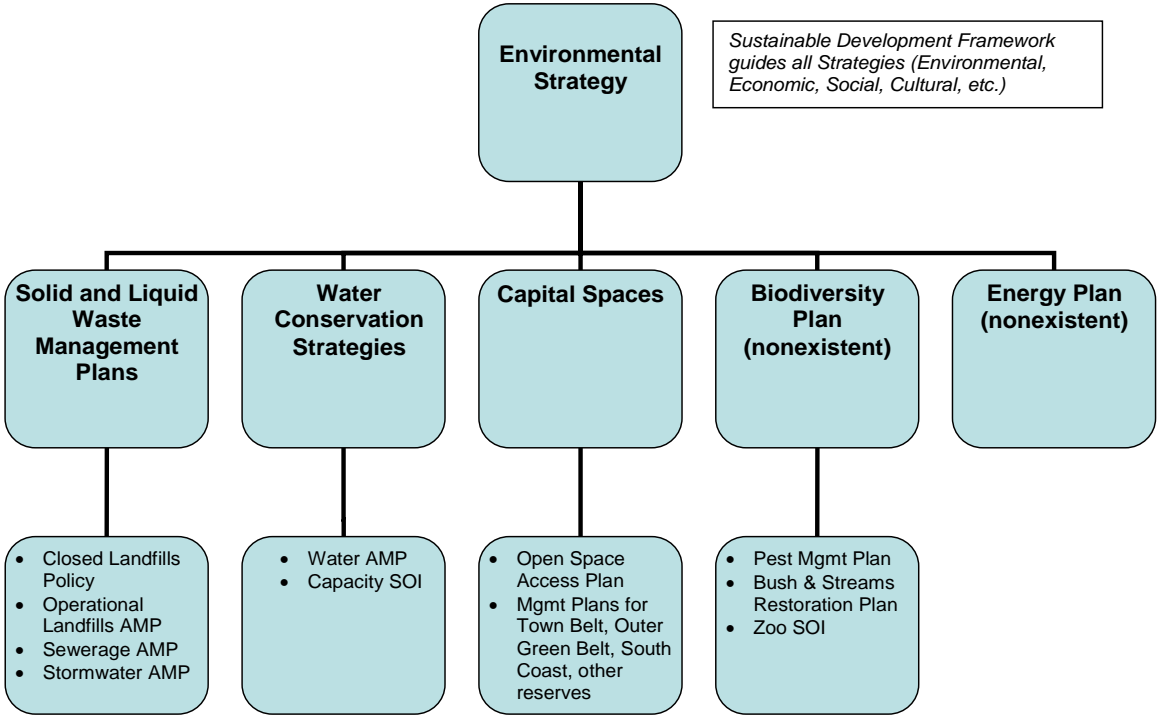 Environmental
Strategy
Sustainable Development Framework
guides all Strategies (Environmental,
Economic, Social, Cultural, etc.)
Solid and Liquid
Waste
Management
Plans
Water
Conservation
Strategies
Capital Spaces
Biodiversity
Plan
(nonexistent)
Energy Plan
(nonexistent)
• Closed Landfills
Policy
• Operational
Landfills AMP
• Sewerage AMP
• Stormwater AMP
• Water AMP
• Capacity SOI
• Open Space
Access Plan
• Mgmt Plans for
Town Belt, Outer
Green Belt, South
Coast, other
reserves
• Pest Mgmt Plan
• Bush & Streams
Restoration Plan
• Zoo SOI